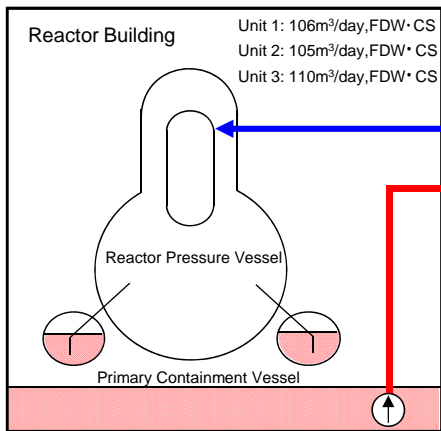 Reactor Building
Unit 1: 106m³/day,FDW・CS
Unit 2: 105m³/day,FDW・CS
Unit 3: 110m³/day,FDW・CS
Reactor Pressure Vessel
Primary Containment Vessel